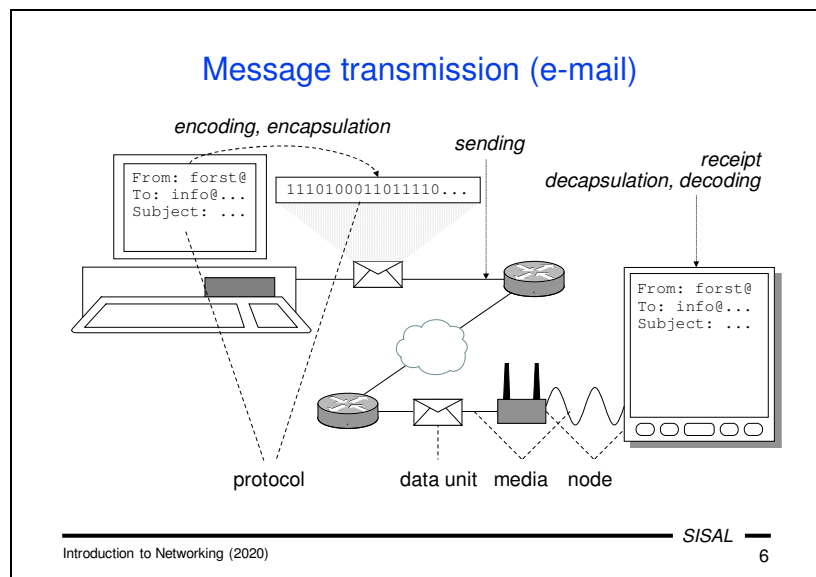 Message transmission (e-mail)
encoding, encapsulation
sending
receipt
decapsulation, decoding
From: forst@
To: info@...
Subject: ...
1110100011011110...
From: forst@
To: info@...
Subject: ...
protocol
data unit
media
node
SISAL
Introduction to Networking (2020)
6